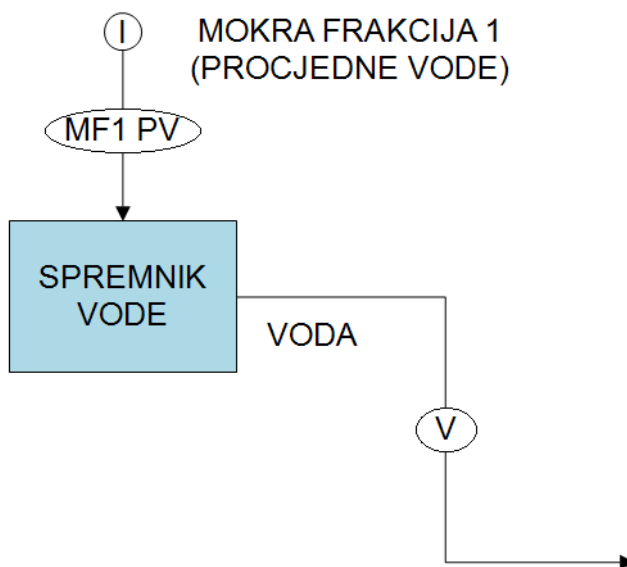 I
MOKRA FRAKCIJA 1
(PROCJEDNE VODE)
MF1 PV
SPREMNIK
VODE
VODA
V